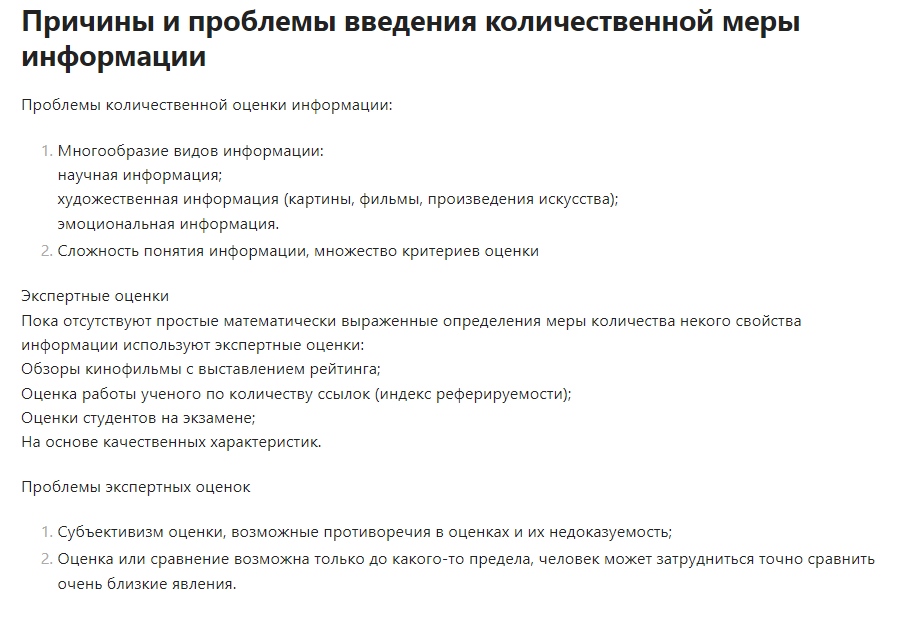 Причины и проблемы введения количественной меры
информации
Проблемы количественной оценки информации:
1. Многообразие видов информации:
научная информация;
художественная информация (картины, фильмы, произведения искусства);
эмоциональная информация.
2. Сложность понятия информации, множество критериев оценки
Экспертные оценки
Пока отсутствуют простые математически выраженные определения меры количества некого свойства
информации используют экспертные оценки:
Обзоры кинофильмы с выставлением рейтинга;
Оценка работы ученого по количеству ссылок (индекс реферируемости);
Оценки студентов на экзамене;
На основе качественных характеристик.
Проблемы экспертных оценок
1. Субъективизм оценки, возможные противоречия в оценках и их недоказуемость;
2. Оценка или сравнение возможна только до какого-то предела, человек может затрудниться точно сравнить
очень близкие явления.